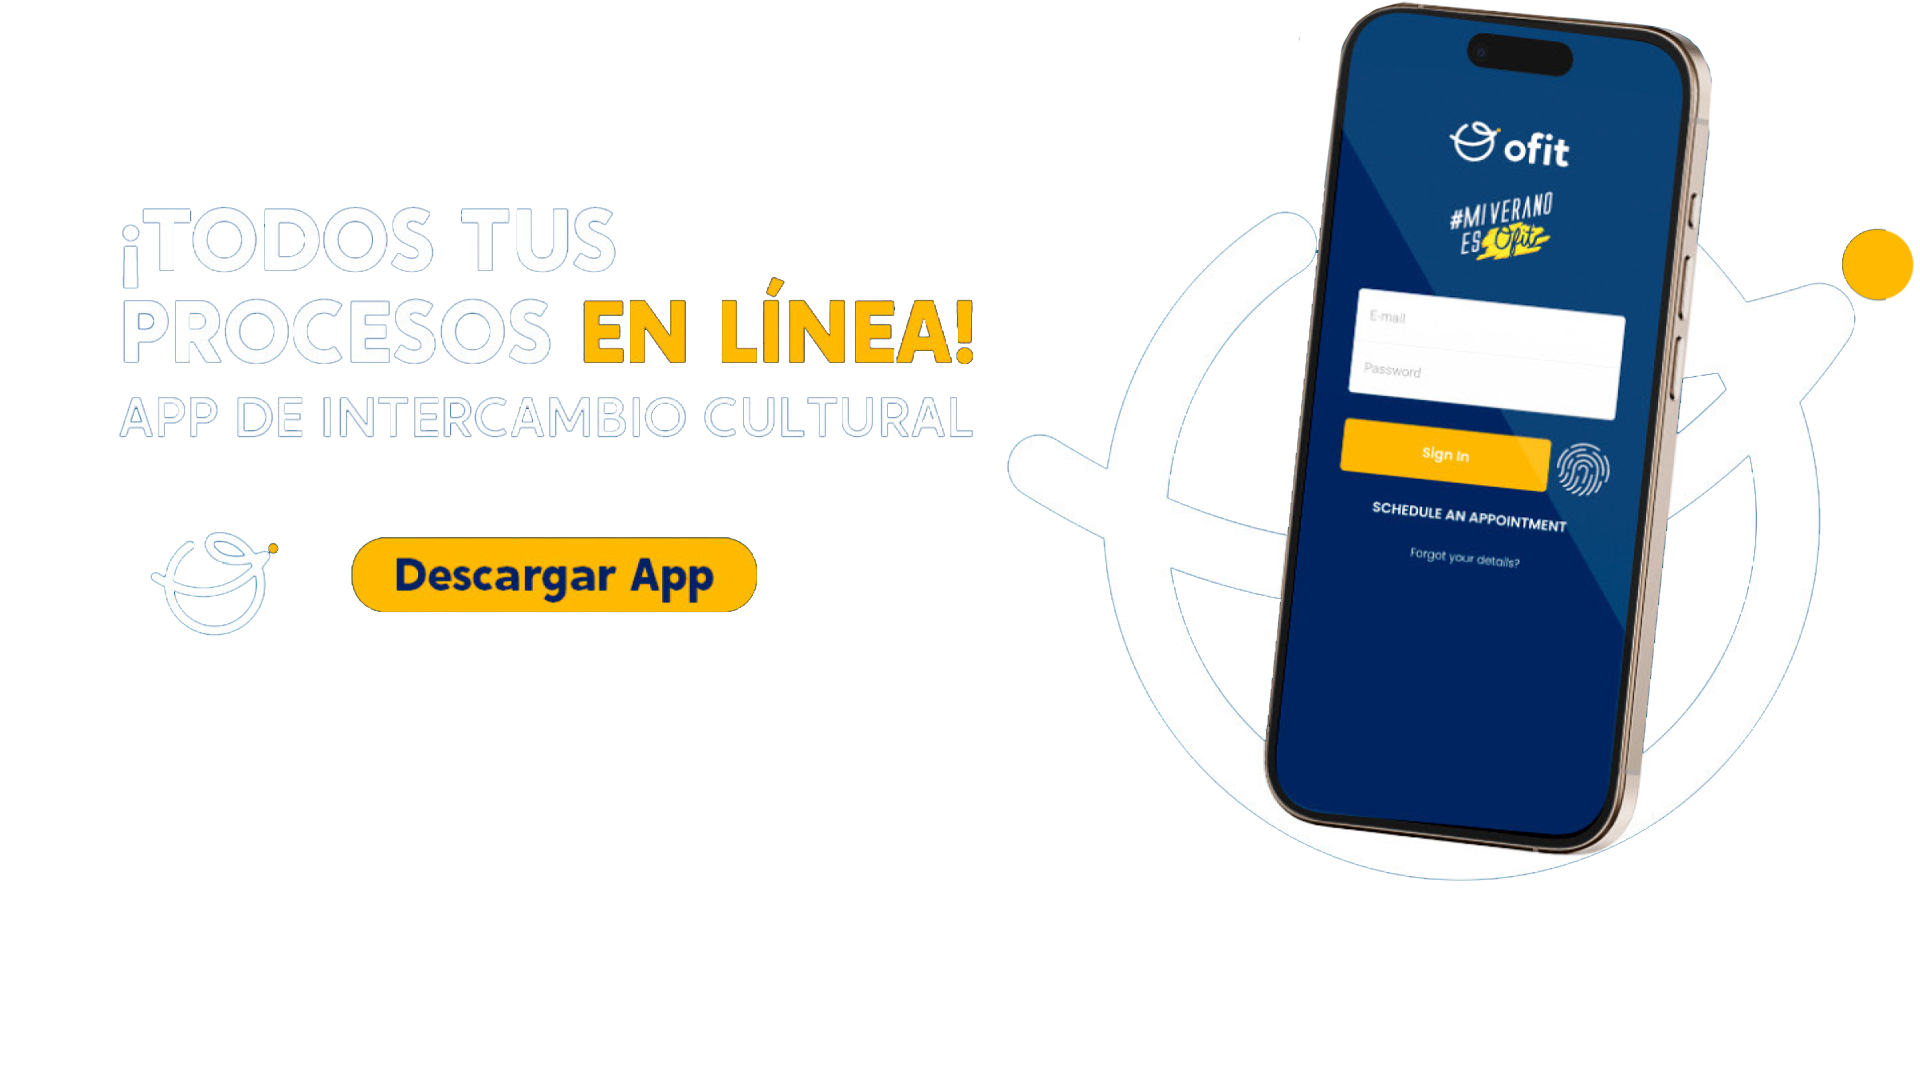 ¡TODOS TUS
PROCESOS EN LÍNEA!
APP DE INTERCAMBIO CULTURAL
Descargar App
ofit
#MIVERANO
ES Ofit
E-mail
Password
Sign In
SCHEDULE AN APPOINTMENT
Forgot your details?